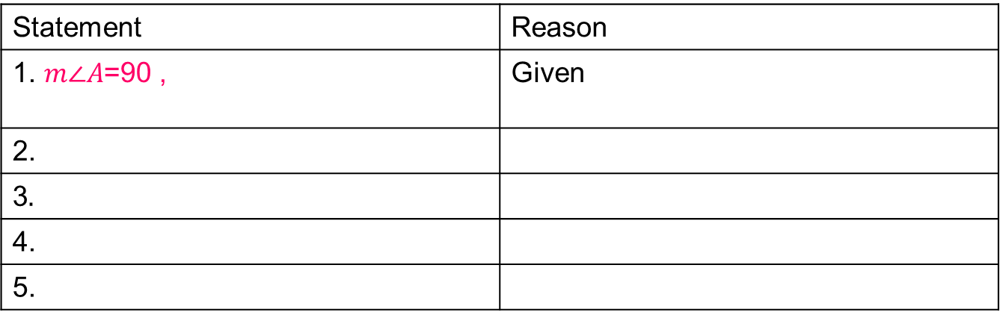 Statement Reason
1. 𝑚∠𝐴=90 , Given
2.
3.
4.
5.